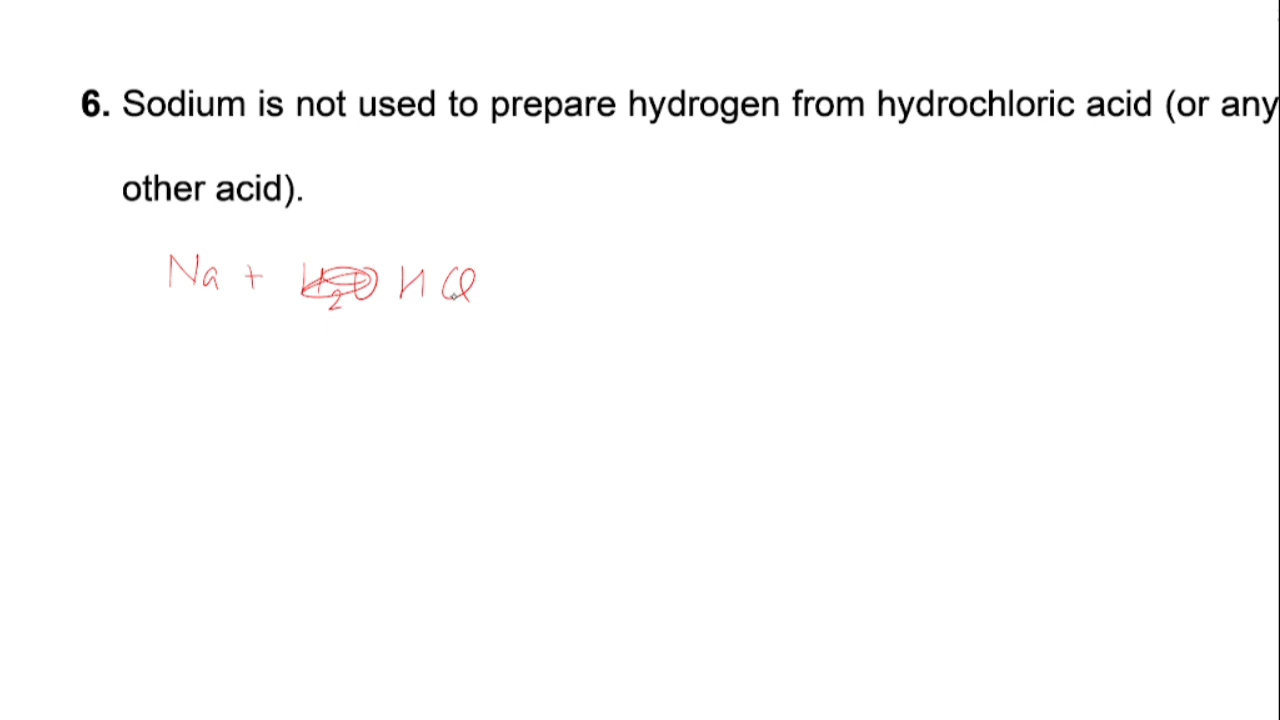 6. Sodium is not used to prepare hydrogen from hydrochloric acid (or any
other acid).
Na + HCl